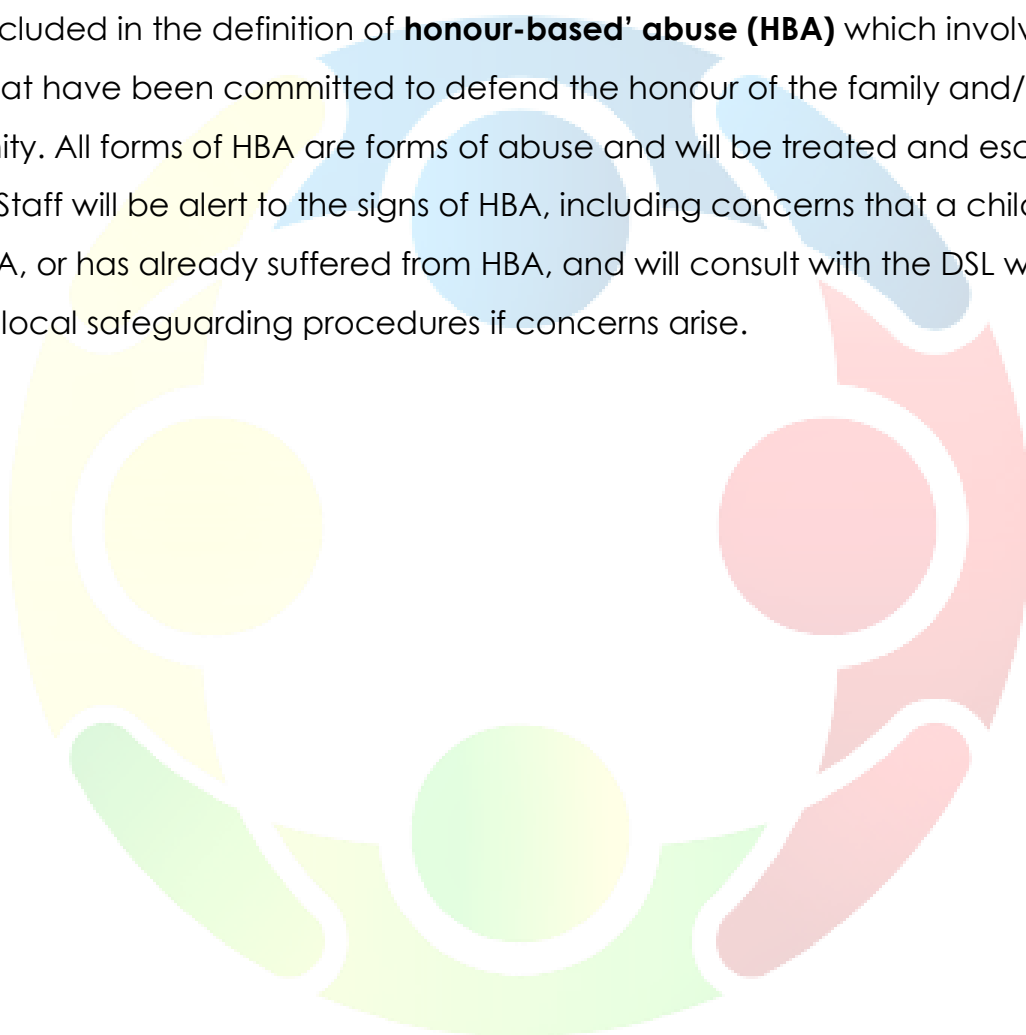 cluded in the definition of honour-based’ abuse (HBA) which involv
at have been committed to defend the honour of the family and/
ity. All forms of HBA are forms of abuse and will be treated and esc
Staff will be alert to the signs of HBA, including concerns that a chil
A, or has already suffered from HBA, and will consult with the DSL w
local safeguarding procedures if concerns arise.